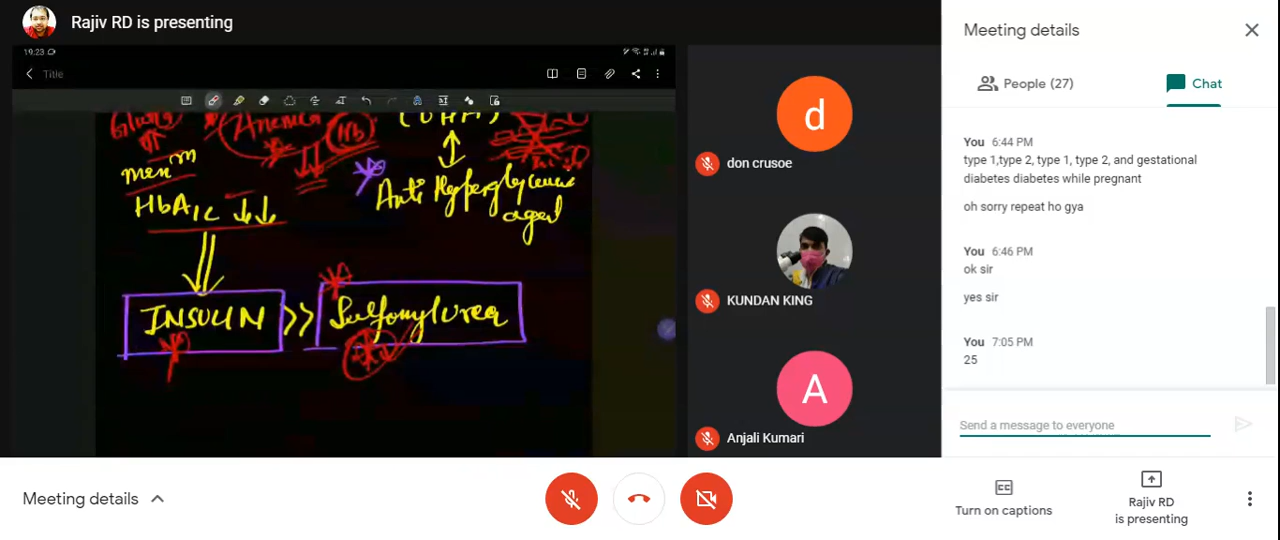 Rajiv RD is presenting
19:23
Title
Anemia (Hb)
HbA1c ↓↓
Anti Hyperglycemic
agent
INSULIN >> Sulfonylurea
d
don crusoe
KUNDAN KING
A
Anjali Kumari
Meeting details
People (27)
Chat
You 6:44 PM
type 1,type 2, type 1, type 2, and gestational
diabetes diabetes while pregnant
oh sorry repeat ho gya
You 6:46 PM
ok sir
yes sir
You 7:05 PM
25
Send a message to everyone
Meeting details
CC
Turn on captions
Rajiv RD
is presenting